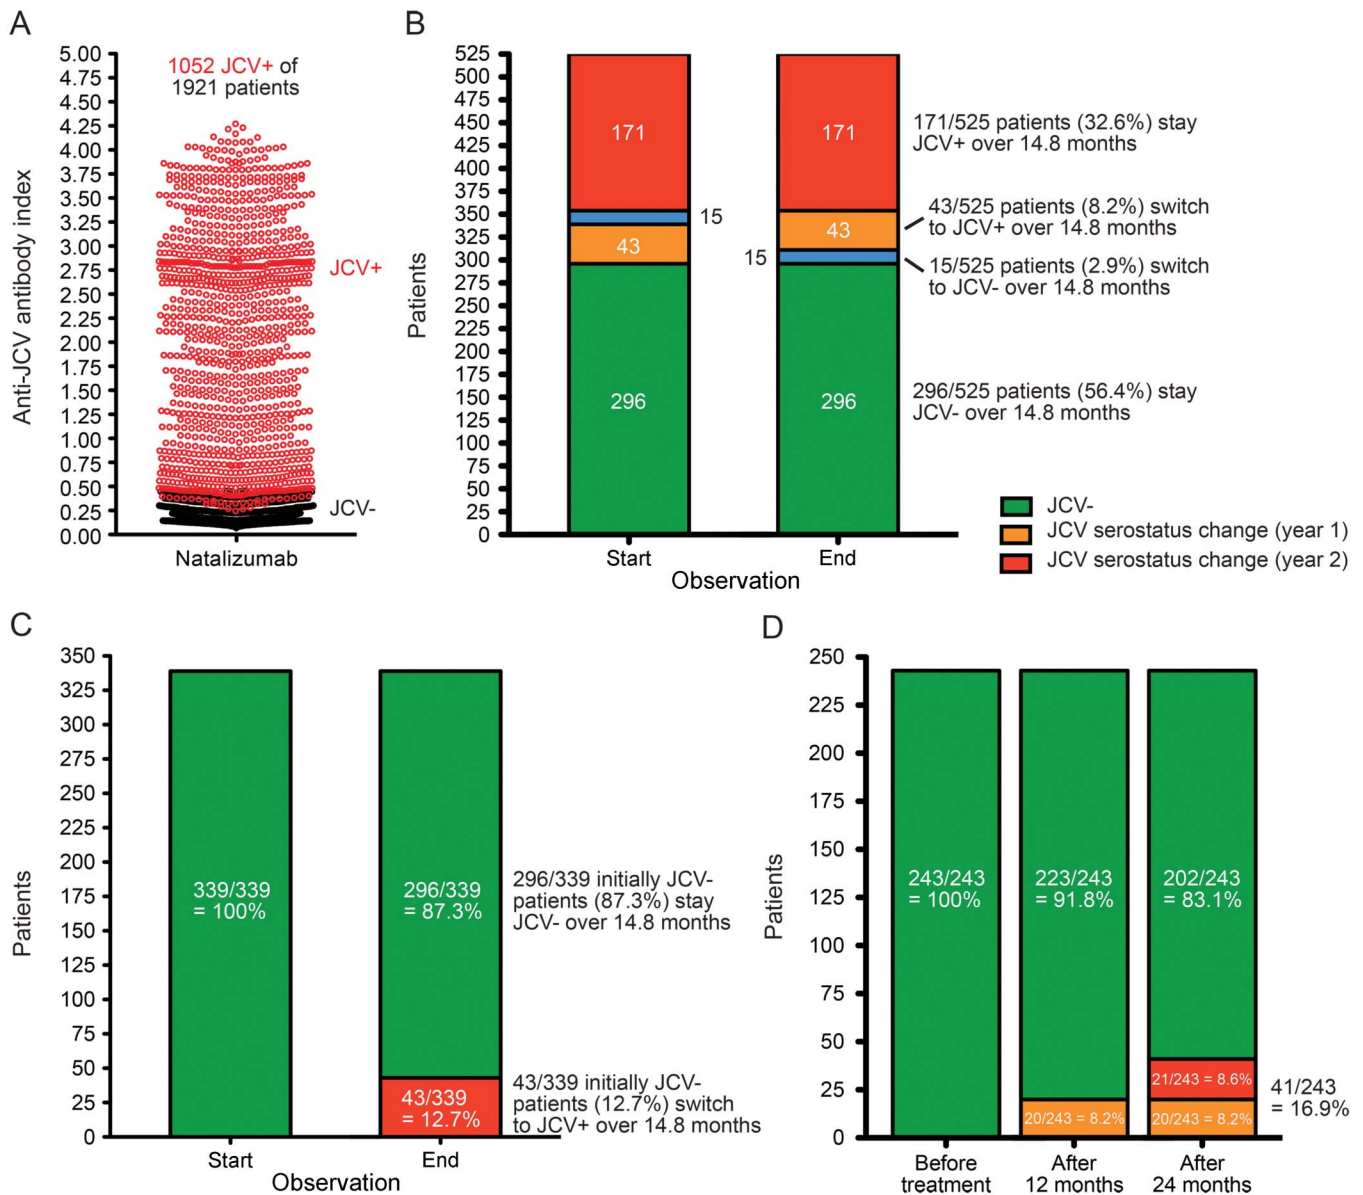 A
5.00
4.75
4.50
4.25
4.00
3.75
3.50
3.25
3.00
2.75
2.50
2.25
2.00
1.75
1.50
1.25
1.00
0.75
0.50
0.25
0.00
Anti-JCV antibody index
1052 JCV+ of
1921 patients
JCV+
JCV-
Natalizumab
B
525
500
475
450
425
400
375
350
325
300
275
250
225
200
175
150
125
100
75
50
25
0
Patients
171
15
43
296
171
43
15
296
Start
End
Observation
171/525 patients (32.6%) stay
JCV+ over 14.8 months
43/525 patients (8.2%) switch
to JCV+ over 14.8 months
15/525 patients (2.9%) switch
to JCV- over 14.8 months
296/525 patients (56.4%) stay
JCV- over 14.8 months
JCV-
JCV serostatus change (year 1)
JCV serostatus change (year 2)
C
350
325
300
275
250
225
200
175
150
125
100
75
50
25
0
Patients
339/339
= 100%
296/339
= 87.3%
43/339
= 12.7%
Start
End
Observation
296/339 initially JCV-
patients (87.3%) stay
JCV- over 14.8 months
43/339 initially JCV-
patients (12.7%) switch
to JCV+ over 14.8 months
D
250
225
200
175
150
125
100
75
50
25
0
Patients
243/243
= 100%
223/243
= 91.8%
20/243 = 8.2%
202/243
= 83.1%
21/243 = 8.6%
20/243 = 8.2%
41/243
= 16.9%
Before
treatment
After
12 months
After
24 months